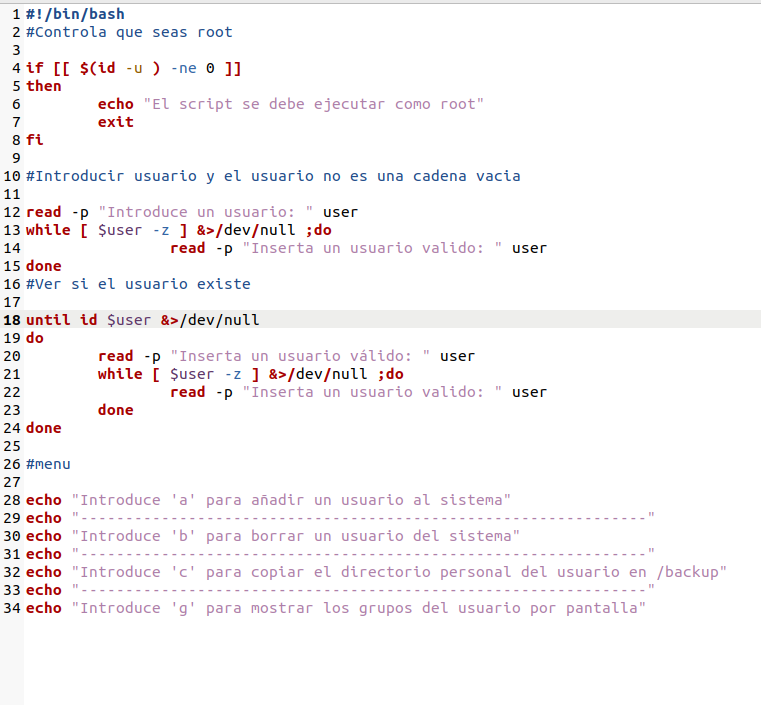 1 #!/bin/bash
2 #Controla que seas root
3
4 if [[ $(id -u ) -ne 0 ]]
5 then
6 echo "El script se debe ejecutar como root"
7 exit
8 fi
9
10 #Introducir usuario y el usuario no es una cadena vacia
11
12 read -p "Introduce un usuario: " user
13 while [ $user -z ] &>/dev/null ;do
14 read -p "Inserta un usuario valido: " user
15 done
16 #Ver si el usuario existe
17
18 until id $user &>/dev/null
19 do
20 read -p "Inserta un usuario válido: " user
21 while [ $user -z ] &>/dev/null ;do
22 read -p "Inserta un usuario valido: " user
23 done
24 done
25
26 #menu
27
28 echo "Introduce 'a' para añadir un usuario al sistema"
29 echo "---------------------------------------------------------------"
30 echo "Introduce 'b' para borrar un usuario del sistema"
31 echo "---------------------------------------------------------------"
32 echo "Introduce 'c' para copiar el directorio personal del usuario en /backup"
33 echo "---------------------------------------------------------------"
34 echo "Introduce 'g' para mostrar los grupos del usuario por pantalla"